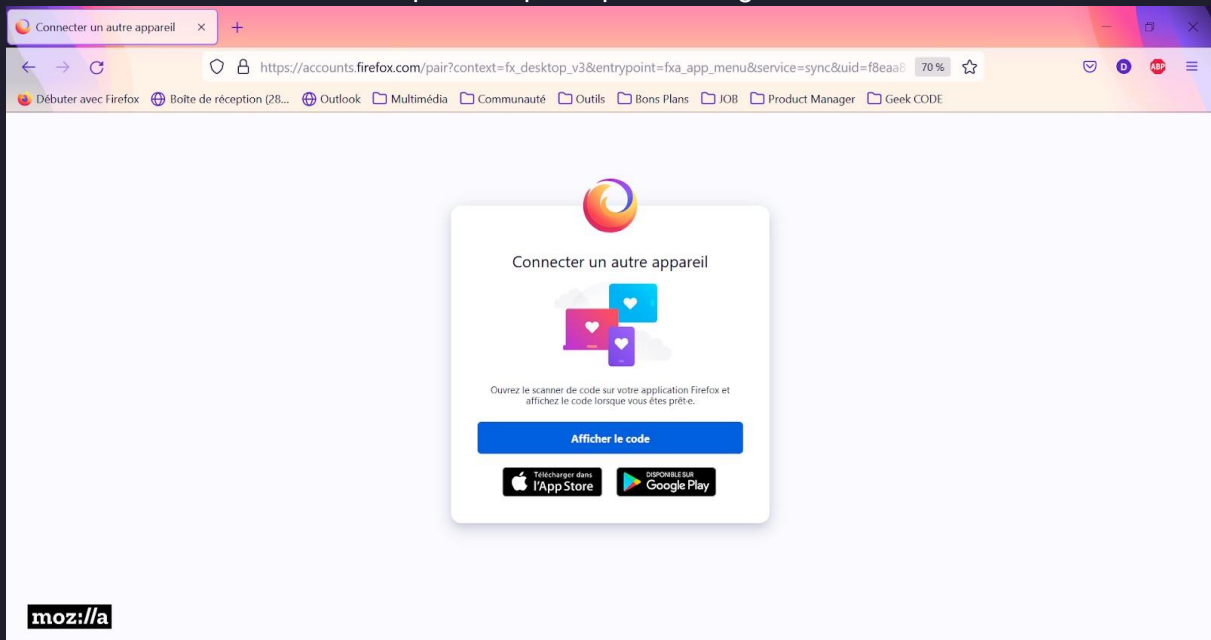 Connecter un autre appareil
https://accounts.firefox.com/pair?context=fx_desktop_v3&entrypoint=fxa_app_menu&service=sync&uid=f8eaa8 70 % D ABP
Débuter avec Firefox Boîte de réception (28... Outlook Multimédia Communauté Outils Bons Plans JOB Product Manager Geek CODE
Connecter un autre appareil
Ouvrez le scanner de code sur votre application Firefox et
affichez le code lorsque vous êtes prêt·e.
Afficher le code
Télécharger dans
l'App Store
DISPONIBLE SUR
Google Play
moz://a